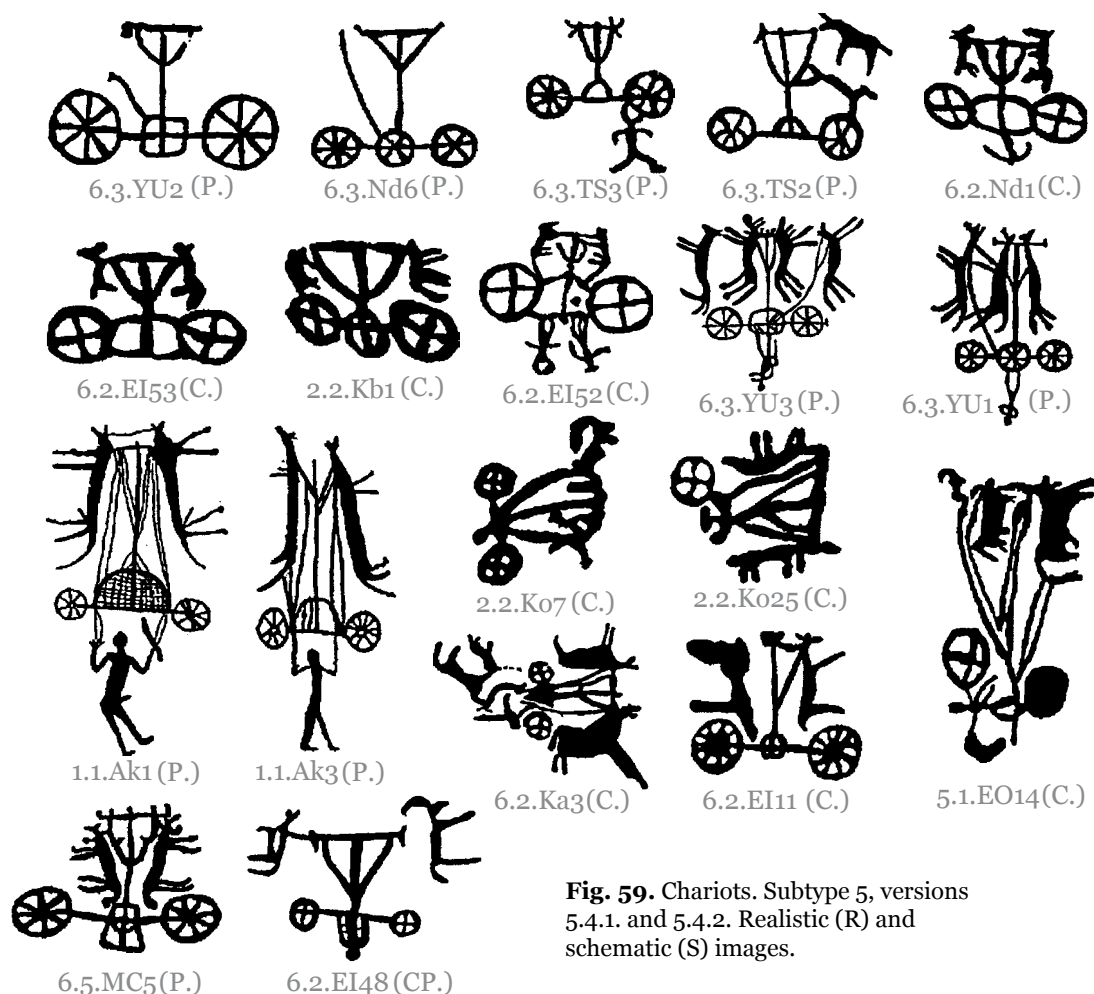 6.3.YU2 (P.)
6.3.Nd6 (P.)
6.3.TS3 (P.)
6.3.TS2 (P.)
6.2.Nd1 (C.)
6.2.EI53 (C.)
2.2.Kb1 (C.)
6.2.EI52 (C.)
6.3.YU3 (P.)
6.3.YU1 (P.)
2.2.Ko7 (C.)
2.2.Ko25 (C.)
1.1.Ak1 (P.)
1.1.Ak3 (P.)
6.2.Ka3 (C.)
6.2.EI11 (C.)
5.1.EO14 (C.)
6.5.MC5 (P.)
6.2.EI48 (CP.)
Fig. 59. Chariots. Subtype 5, versions
5.4.1. and 5.4.2. Realistic (R) and
schematic (S) images.